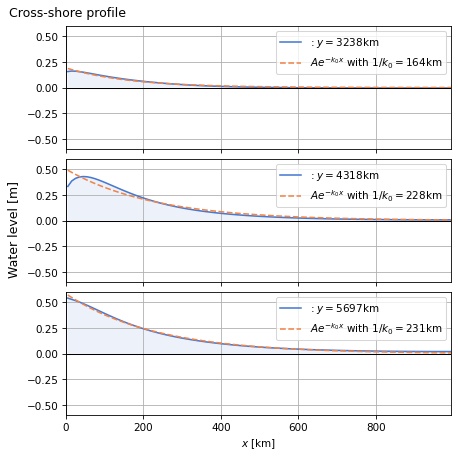 Cross-shore profile
0.50
0.25
0.00
−0.25
−0.50
: y = 3238km
Ae^{−k₀x} with 1/k₀ = 164km
Water level [m]
0.50
0.25
0.00
−0.25
−0.50
: y = 4318km
Ae^{−k₀x} with 1/k₀ = 228km
0.50
0.25
0.00
−0.25
−0.50
: y = 5697km
Ae^{−k₀x} with 1/k₀ = 231km
0 200 400 600 800
x [km]